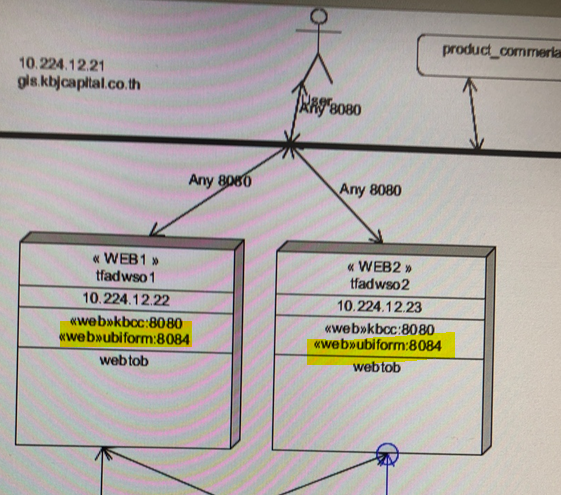 10.224.12.21
gls.kbjcapital.co.th
product_commeria
User
Any 8080
Any 8080
Any 8080
« WEB1 »
tfadwso1
10.224.12.22
«web»kbcc:8080
«web»ubiform:8084
webtob
« WEB2 »
tfadwso2
10.224.12.23
«web»kbcc:8080
«web»ubiform:8084
webtob